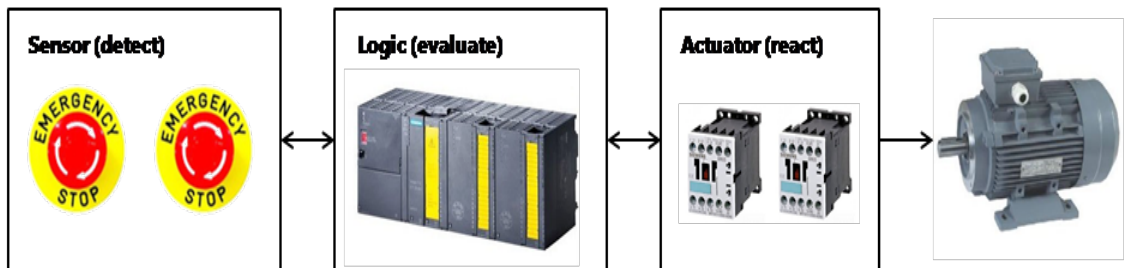 Sensor (detect)
Logic (evaluate)
Actuator (react)
EMERGENCY
STOP
EMERGENCY
STOP